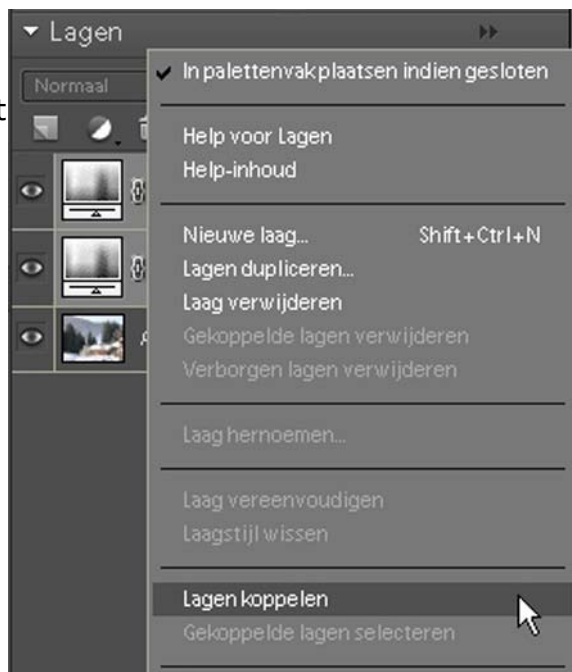 Lagen
Normaal
t
In palettenvak plaatsen indien gesloten
Help voor Lagen
Help-inhoud
Nieuwe laag... Shift+Ctrl+N
Lagen dupliceren...
Laag verwijderen
Gekoppelde lagen verwijderen
Verborgen lagen verwijderen
Laag hernoemen...
Laag vereenvoudigen
Laagstijl wissen
Lagen koppelen
Gekoppelde lagen selecteren